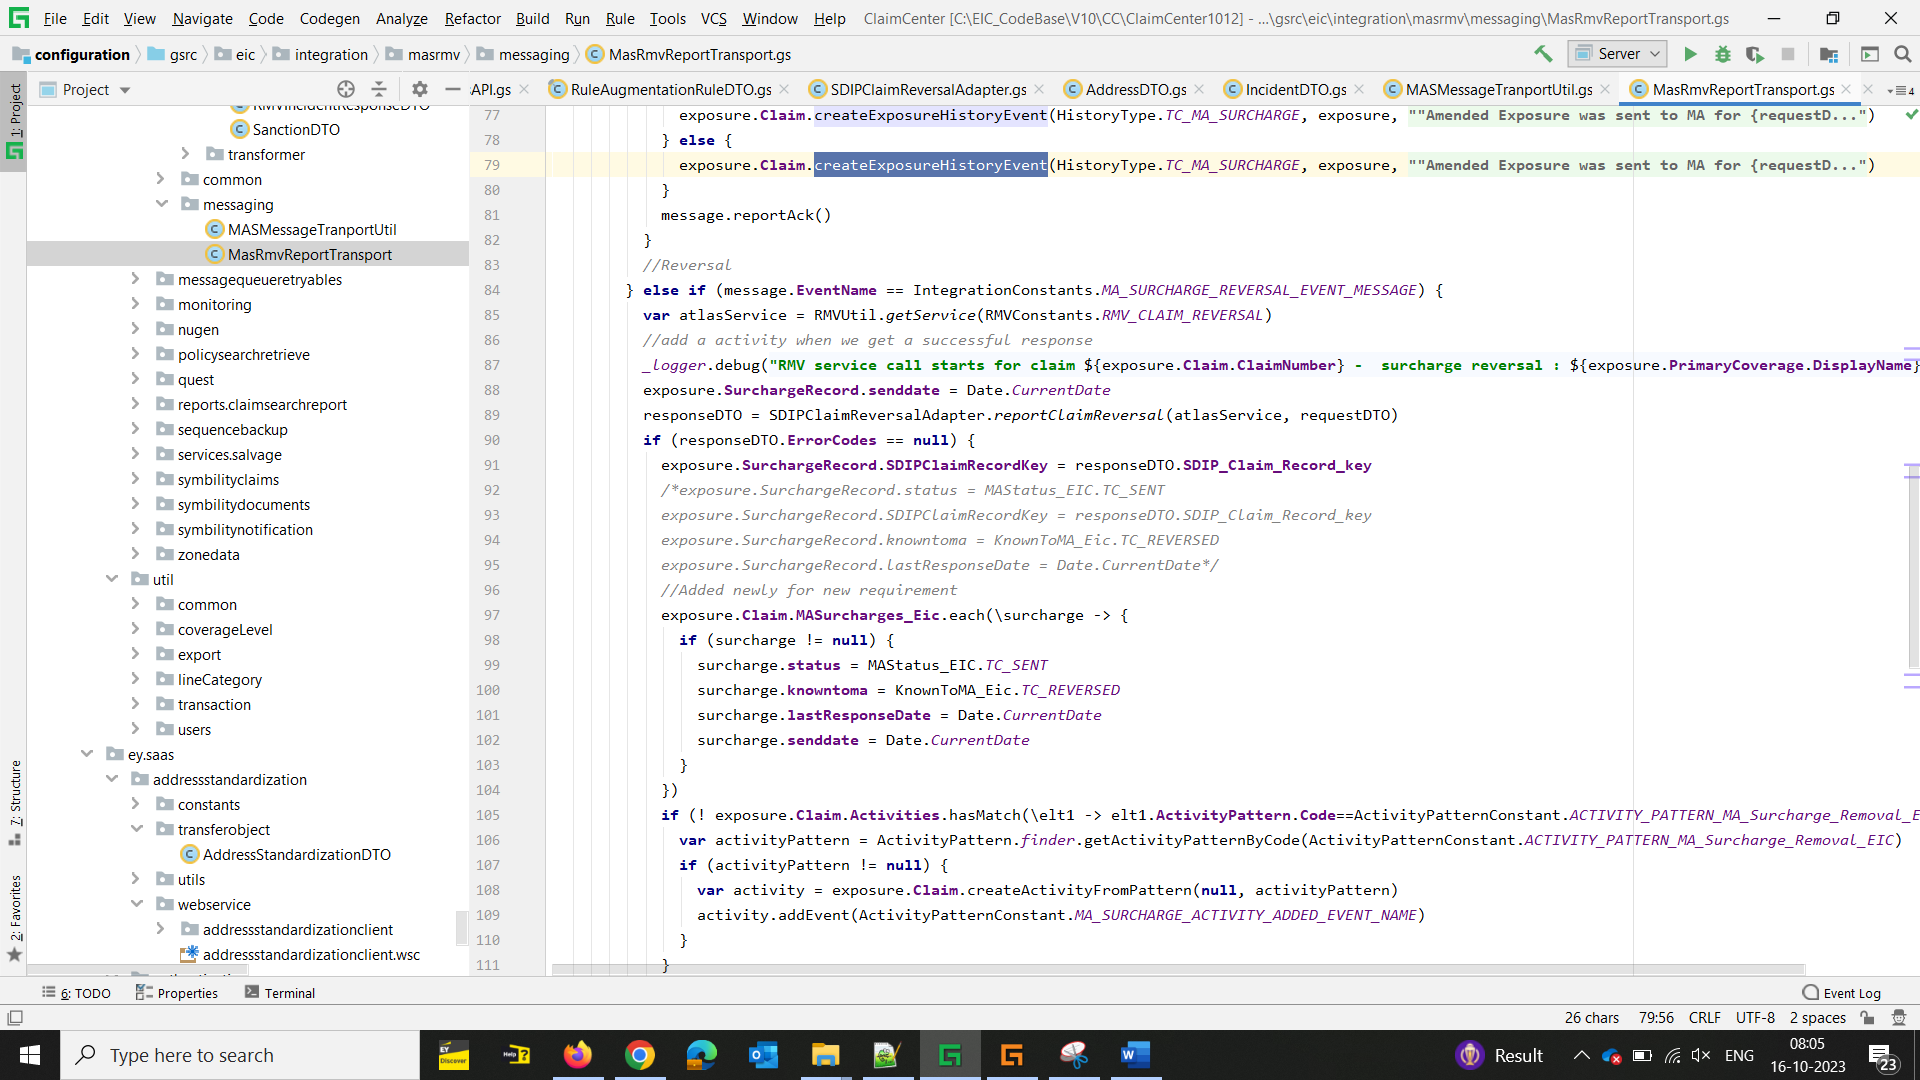 File Edit View Navigate Code Codegen Analyze Refactor Build Run Rule Tools VCS Window Help ClaimCenter [C:\EIC_CodeBase\V10\CC\ClaimCenter1012] - ...\gsrc\eic\integration\masrmv\messaging\MasRmvReportTransport.gs
configuration gsrc eic integration masrmv messaging MasRmvReportTransport.gs Server
Project API.gs RuleAugmentationRuleDTO.gs SDIPClaimReversalAdapter.gs AddressDTO.gs IncidentDTO.gs MASMessageTranportUtil.gs MasRmvReportTransport.gs 4
1: Project
7: Structure
2: Favorites
RMVIncidentResponseDTO
SanctionDTO
transformer
common
messaging
MASMessageTranportUtil
MasRmvReportTransport
messagequeueretryables
monitoring
nugen
policysearchretrieve
quest
reports.claimsearchreport
sequencebackup
services.salvage
symbilityclaims
symbilitydocuments
symbilitynotification
zonedata
util
common
coverageLevel
export
lineCategory
transaction
users
ey.saas
addressstandardization
constants
transferobject
AddressStandardizationDTO
utils
webservice
addressstandardizationclient
addressstandardizationclient.wsc
77 exposure.Claim.createExposureHistoryEvent(HistoryType.TC_MA_SURCHARGE, exposure, ""Amended Exposure was sent to MA for {requestD...")
78 } else {
79 exposure.Claim.createExposureHistoryEvent(HistoryType.TC_MA_SURCHARGE, exposure, ""Amended Exposure was sent to MA for {requestD...")
80 }
81 message.reportAck()
82 }
83 //Reversal
84 } else if (message.EventName == IntegrationConstants.MA_SURCHARGE_REVERSAL_EVENT_MESSAGE) {
85 var atlasService = RMVUtil.getService(RMVConstants.RMV_CLAIM_REVERSAL)
86 //add a activity when we get a successful response
87 _logger.debug("RMV service call starts for claim ${exposure.Claim.ClaimNumber} -  surcharge reversal : ${exposure.PrimaryCoverage.DisplayName}
88 exposure.SurchargeRecord.senddate = Date.CurrentDate
89 responseDTO = SDIPClaimReversalAdapter.reportClaimReversal(atlasService, requestDTO)
90 if (responseDTO.ErrorCodes == null) {
91 exposure.SurchargeRecord.SDIPClaimRecordKey = responseDTO.SDIP_Claim_Record_key
92 /*exposure.SurchargeRecord.status = MAStatus_EIC.TC_SENT
93 exposure.SurchargeRecord.SDIPClaimRecordKey = responseDTO.SDIP_Claim_Record_key
94 exposure.SurchargeRecord.knowntoma = KnownToMA_Eic.TC_REVERSED
95 exposure.SurchargeRecord.lastResponseDate = Date.CurrentDate*/
96 //Added newly for new requirement
97 exposure.Claim.MASurcharges_Eic.each(\surcharge -> {
98 if (surcharge != null) {
99 surcharge.status = MAStatus_EIC.TC_SENT
100 surcharge.knowntoma = KnownToMA_Eic.TC_REVERSED
101 surcharge.lastResponseDate = Date.CurrentDate
102 surcharge.senddate = Date.CurrentDate
103 }
104 })
105 if (! exposure.Claim.Activities.hasMatch(\elt1 -> elt1.ActivityPattern.Code==ActivityPatternConstant.ACTIVITY_PATTERN_MA_Surcharge_Removal_E
106 var activityPattern = ActivityPattern.finder.getActivityPatternByCode(ActivityPatternConstant.ACTIVITY_PATTERN_MA_Surcharge_Removal_EIC)
107 if (activityPattern != null) {
108 var activity = exposure.Claim.createActivityFromPattern(null, activityPattern)
109 activity.addEvent(ActivityPatternConstant.MA_SURCHARGE_ACTIVITY_ADDED_EVENT_NAME)
110 }
111 }
6: TODO Properties Terminal Event Log
26 chars 79:56 CRLF UTF-8 2 spaces
Type here to search EY Discover Help ? Result ENG 08:05
16-10-2023 23